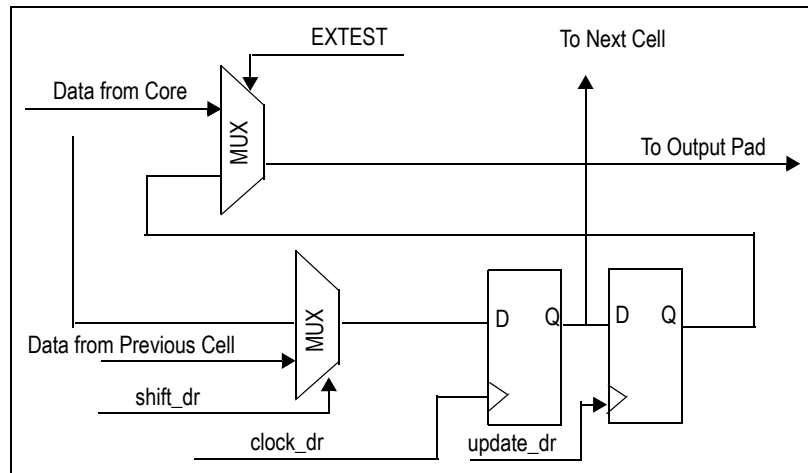 EXTEST
To Next Cell
Data from Core
MUX
To Output Pad
MUX
D Q
D Q
Data from Previous Cell
shift_dr
clock_dr
update_dr